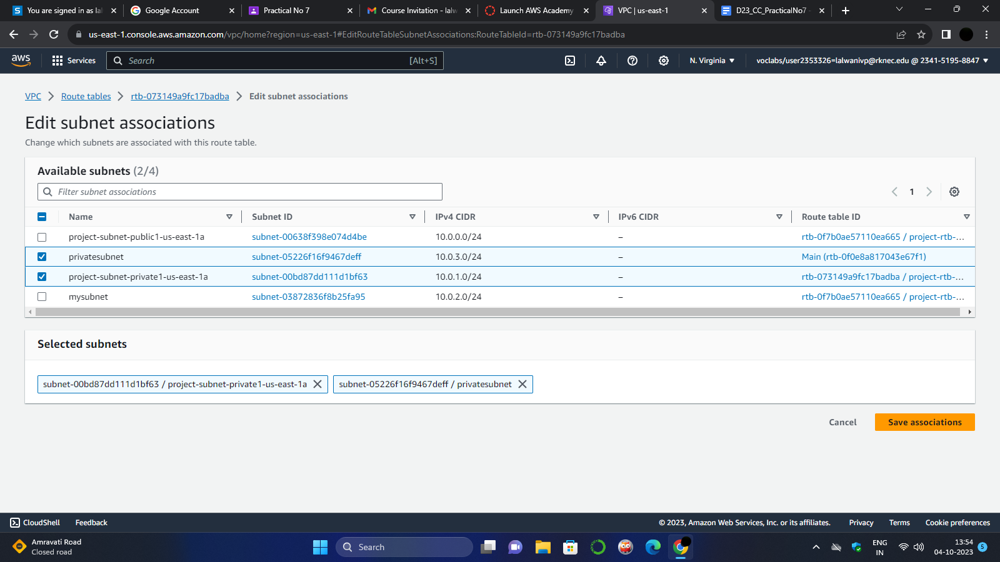 You are signed in as lal
Google Account
Practical No 7
Course Invitation - lalw
Launch AWS Academy
VPC | us-east-1
D23_CC_PracticalNo7 -
us-east-1.console.aws.amazon.com/vpc/home?region=us-east-1#EditRouteTableSubnetAssociations:RouteTableId=rtb-073149a9fc17badba
aws
Services
Search
[Alt+S]
N. Virginia
voclabs/user2353326=lalwanivp@rknec.edu @ 2341-5195-8847
VPC
Route tables
rtb-073149a9fc17badba
Edit subnet associations
Edit subnet associations
Change which subnets are associated with this route table.
Available subnets (2/4)
Filter subnet associations
1
Name Subnet ID IPv4 CIDR IPv6 CIDR Route table ID
project-subnet-public1-us-east-1a subnet-00638f398e074d4be 10.0.0.0/24 – rtb-0f7b0ae57110ea665 / project-rtb-...
privatesubnet subnet-05226f16f9467deff 10.0.3.0/24 – Main (rtb-0f0e8a817043e67f1)
project-subnet-private1-us-east-1a subnet-00bd87dd111d1bf63 10.0.1.0/24 – rtb-073149a9fc17badba / project-rtb-...
mysubnet subnet-03872836f8b25fa95 10.0.2.0/24 – rtb-0f7b0ae57110ea665 / project-rtb-...
Selected subnets
subnet-00bd87dd111d1bf63 / project-subnet-private1-us-east-1a
subnet-05226f16f9467deff / privatesubnet
Cancel
Save associations
CloudShell
Feedback
© 2023, Amazon Web Services, Inc. or its affiliates.
Privacy
Terms
Cookie preferences
Amravati Road
Closed road
Search
ENG
IN
13:54
04-10-2023
5